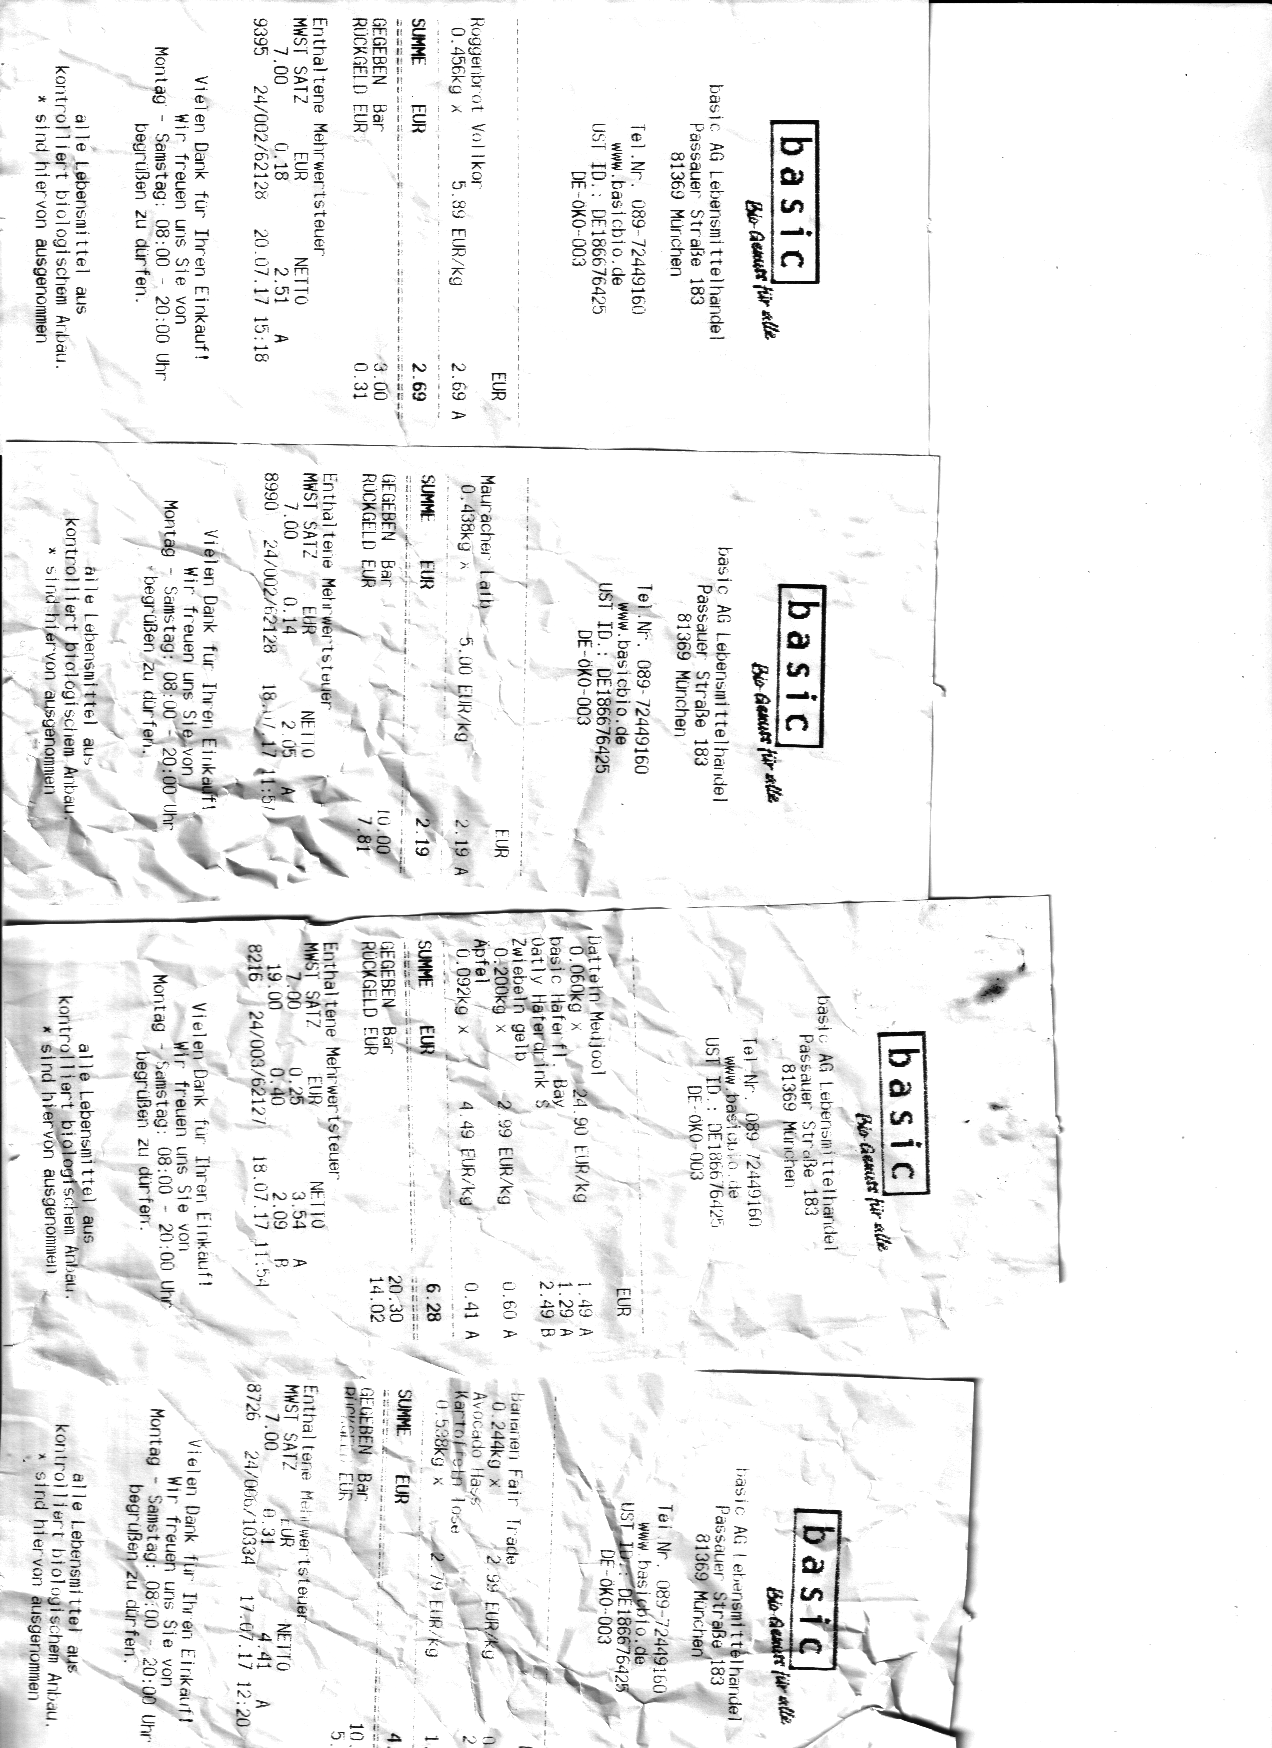 basic
Bio-Genuss für alle
basic AG Lebensmittelhandel
Passauer Straße 183
81369 München
Tel.Nr. 089-72449160
www.basicbio.de
UST ID.: DE186676425
DE-ÖKO-003
EUR
Roggenbrot Vollkor
0.456kg x 5.89 EUR/kg 2.69 A
SUMME EUR 2.69
GEGEBEN Bar 3.00
RÜCKGELD EUR 0.31
Enthaltene Mehrwertsteuer
MWST SATZ EUR NETTO
7.00 0.18 2.51 A
9395 24/002/62128 20.07.17 15:18
Vielen Dank für Ihren Einkauf!
Wir freuen uns Sie von
Montag - Samstag: 08:00 - 20:00 Uhr
begrüßen zu dürfen.
alle Lebensmittel aus
kontrolliert biologischem Anbau.
* sind hiervon ausgenommen
basic
Bio-Genuss für alle
basic AG Lebensmittelhandel
Passauer Straße 183
81369 München
Tel.Nr. 089-72449160
www.basicbio.de
UST ID.: DE186676425
DE-ÖKO-003
EUR
Mauracher Laib
0.438kg x 5.00 EUR/kg 2.19 A
SUMME EUR 2.19
GEGEBEN Bar 10.00
RÜCKGELD EUR 7.81
Enthaltene Mehrwertsteuer
MWST SATZ EUR NETTO
7.00 0.14 2.05 A
8990 24/002/62128 18.07.17 11:57
Vielen Dank für Ihren Einkauf!
Wir freuen uns Sie von
Montag - Samstag: 08:00 - 20:00 Uhr
begrüßen zu dürfen.
alle Lebensmittel aus
kontrolliert biologischem Anbau.
* sind hiervon ausgenommen
basic
Bio-Genuss für alle
basic AG Lebensmittelhandel
Passauer Straße 183
81369 München
Tel.Nr. 089-72449160
www.basicbio.de
UST ID.: DE186676425
DE-ÖKO-003
EUR
Datteln Medjool
0.060kg x 24.90 EUR/kg 1.49 A
basic Haferfl. Bay 1.29 A
Oatly Haferdrink S 2.49 B
Zwiebeln gelb
0.200kg x 2.99 EUR/kg 0.60 A
Äpfel
0.092kg x 4.49 EUR/kg 0.41 A
SUMME EUR 6.28
GEGEBEN Bar 20.30
RÜCKGELD EUR 14.02
Enthaltene Mehrwertsteuer
MWST SATZ EUR NETTO
7.00 0.25 3.54 A
19.00 0.40 2.09 B
8216 24/003/62127 18.07.17 11:54
Vielen Dank für Ihren Einkauf!
Wir freuen uns Sie von
Montag - Samstag: 08:00 - 20:00 Uhr
begrüßen zu dürfen.
alle Lebensmittel aus
kontrolliert biologischem Anbau.
* sind hiervon ausgenommen
basic
Bio-Genuss für alle
basic AG Lebensmittelhandel
Passauer Straße 183
81369 München
Tel.Nr. 089-72449160
www.basicbio.de
UST ID.: DE186676425
DE-ÖKO-003
Bananen Fair Trade
0.244kg x 2.99 EUR/kg 0
Avocado Hass 2
Kartoffeln lose
0.598kg x 2.79 EUR/kg 1.
SUMME EUR 4.
GEGEBEN Bar 10.
RÜCKGELD EUR 5.
Enthaltene Mehrwertsteuer
MWST SATZ EUR NETTO
7.00 0.31 4.41 A
8726 24/006/10334 17.07.17 12:20
Vielen Dank für Ihren Einkauf!
Wir freuen uns Sie von
Montag - Samstag: 08:00 - 20:00 Uhr
begrüßen zu dürfen.
alle Lebensmittel aus
kontrolliert biologischem Anbau.
* sind hiervon ausgenommen